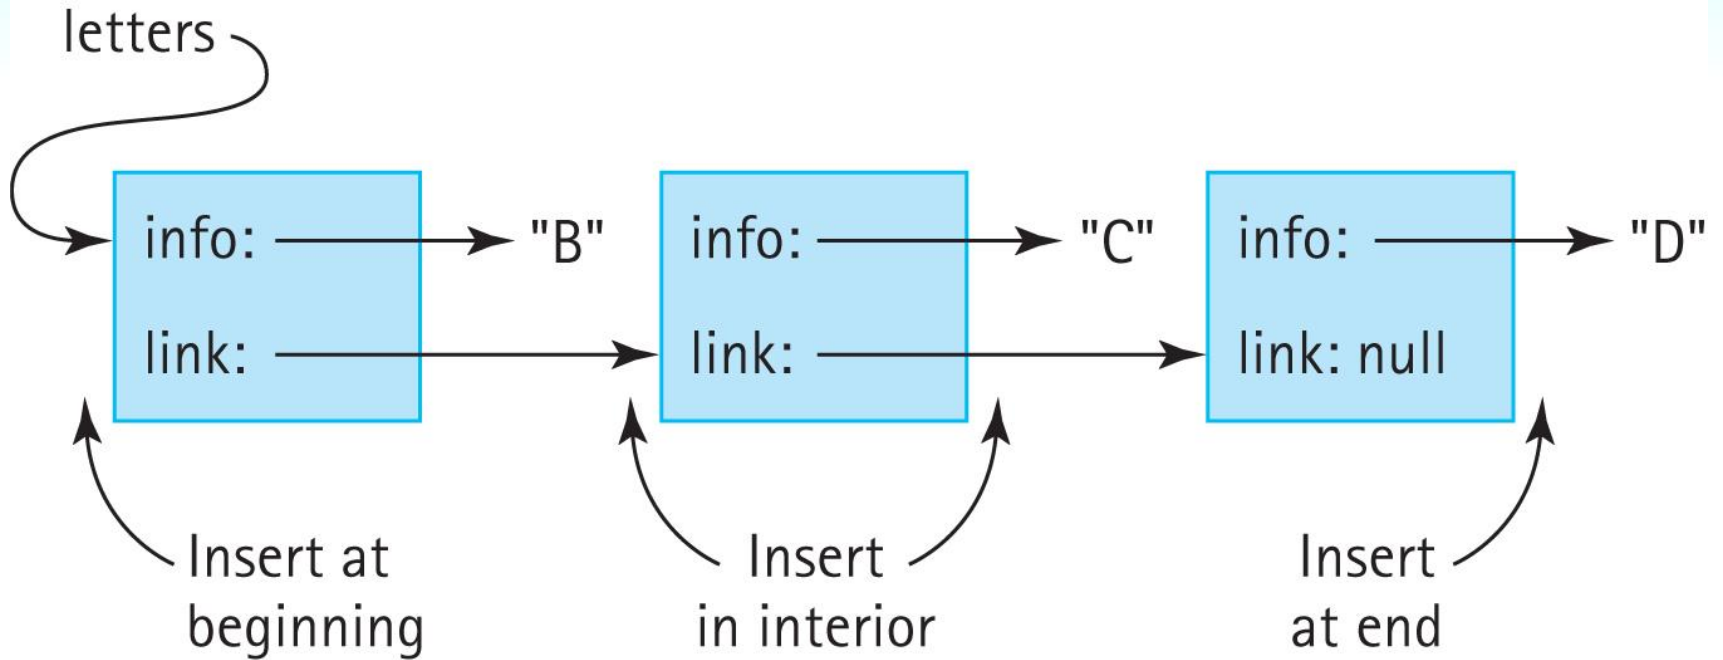 letters
info: "B" info: "C" info: "D"
link: link: link: null
Insert at
beginning
Insert
in interior
Insert
at end